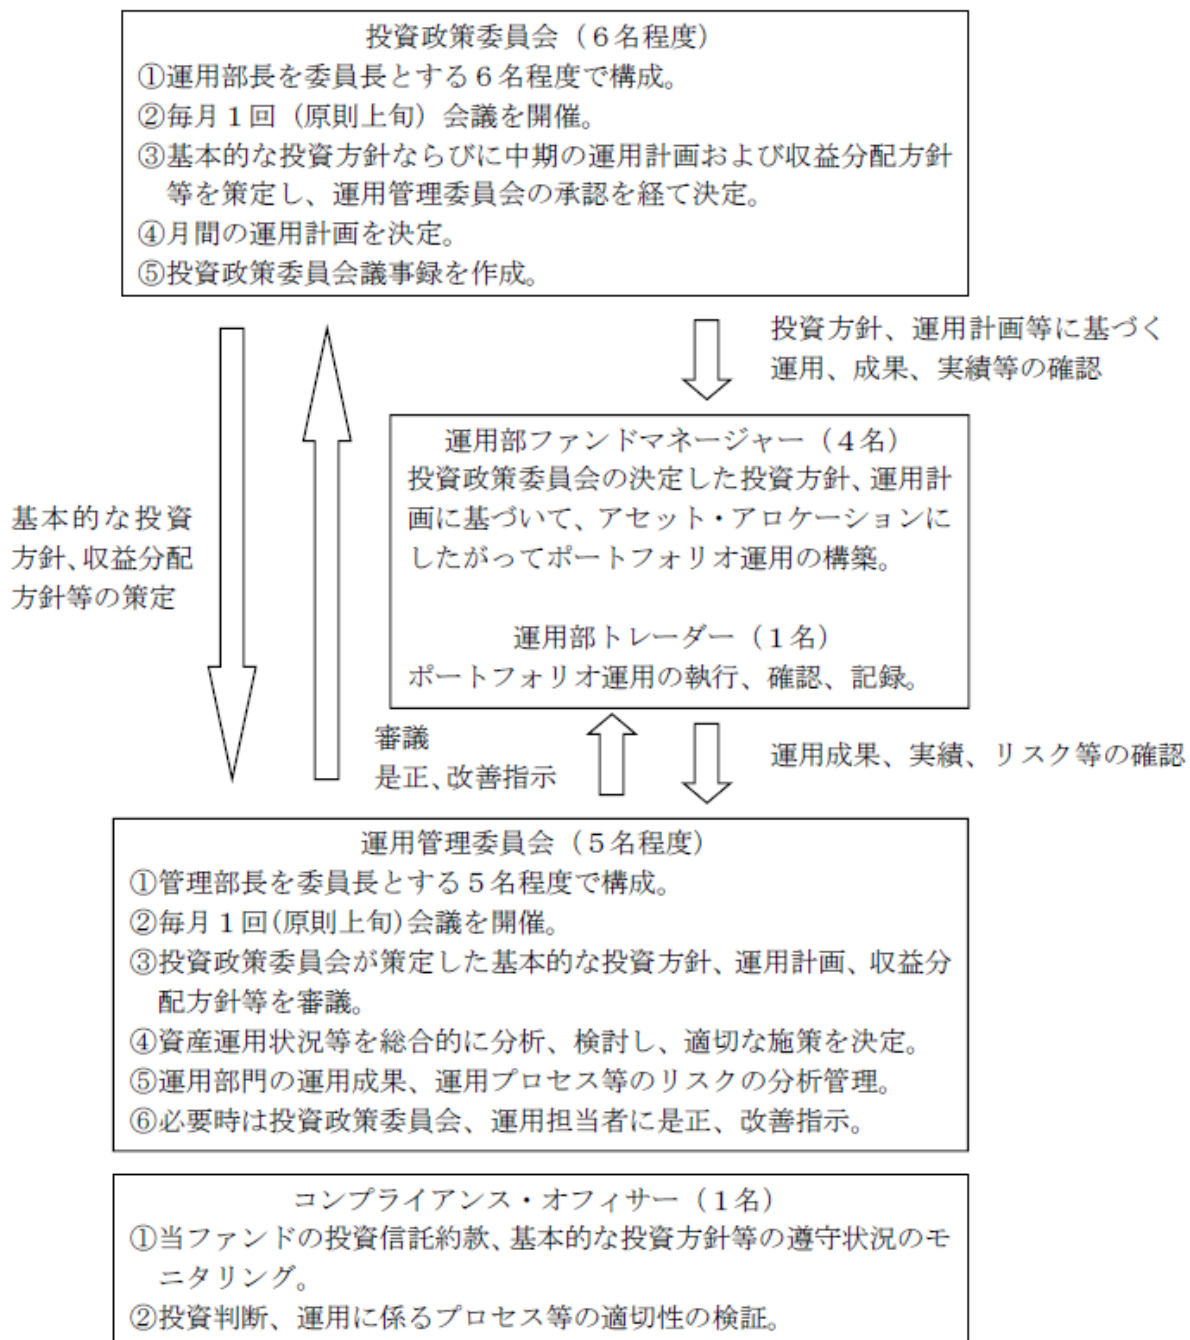 投資政策委員会（６名程度）
①運用部長を委員長とする６名程度で構成。
②毎月１回（原則上旬）会議を開催。
③基本的な投資方針ならびに中期の運用計画および収益分配方針
等を策定し、運用管理委員会の承認を経て決定。
④月間の運用計画を決定。
⑤投資政策委員会議事録を作成。
投資方針、運用計画等に基づく
運用、成果、実績等の確認
運用部ファンドマネージャー（４名）
投資政策委員会の決定した投資方針、運用計
画に基づいて、アセット・アロケーションに
したがってポートフォリオ運用の構築。
運用部トレーダー（１名）
ポートフォリオ運用の執行、確認、記録。
基本的な投資
方針、収益分配
方針等の策定
審議
是正、改善指示
運用成果、実績、リスク等の確認
運用管理委員会（５名程度）
①管理部長を委員長とする５名程度で構成。
②毎月１回(原則上旬)会議を開催。
③投資政策委員会が策定した基本的な投資方針、運用計画、収益分
配方針等を審議。
④資産運用状況等を総合的に分析、検討し、適切な施策を決定。
⑤運用部門の運用成果、運用プロセス等のリスクの分析管理。
⑥必要時は投資政策委員会、運用担当者に是正、改善指示。
コンプライアンス・オフィサー（１名）
①当ファンドの投資信託約款、基本的な投資方針等の遵守状況のモ
ニタリング。
②投資判断、運用に係るプロセス等の適切性の検証。